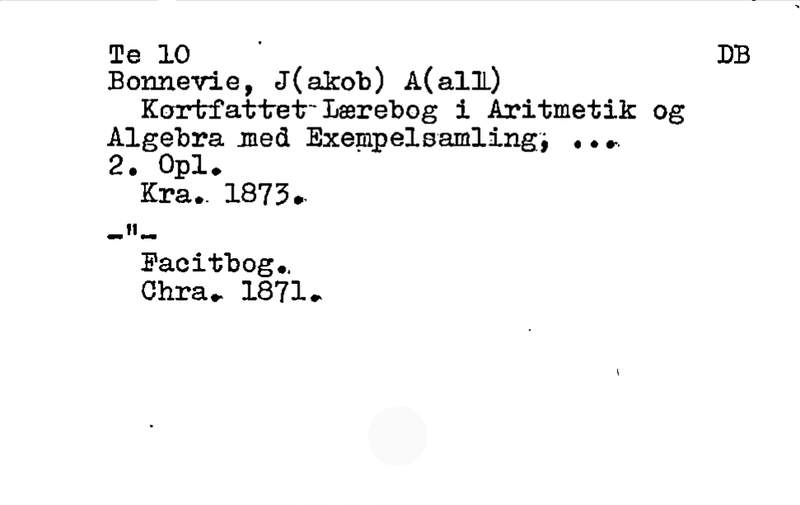 Te 10 DB
Bonnevie, J(akob) A(all)
Kortfattet Lærebog i Aritmetik og
Algebra med Exempelsamling, ...
2. Opl.
Kra. 1873.
-"-
Facitbog.
Chra. 1871.